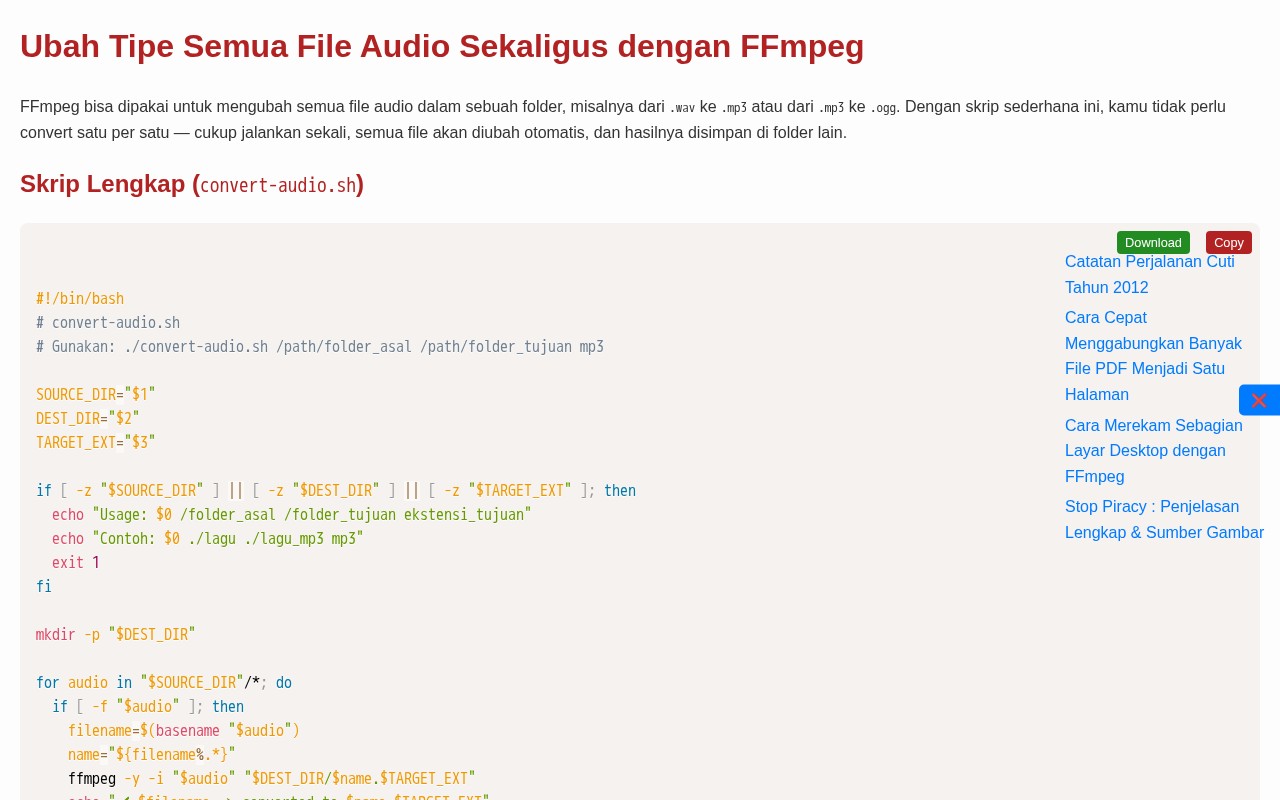 Ubah Tipe Semua File Audio Sekaligus dengan FFmpeg
FFmpeg bisa dipakai untuk mengubah semua file audio dalam sebuah folder, misalnya dari .wav ke .mp3 atau dari .mp3 ke .ogg. Dengan skrip sederhana ini, kamu tidak perlu
convert satu per satu — cukup jalankan sekali, semua file akan diubah otomatis, dan hasilnya disimpan di folder lain.
Skrip Lengkap (convert-audio.sh)
Download
Copy
#!/bin/bash
# convert-audio.sh
# Gunakan: ./convert-audio.sh /path/folder_asal /path/folder_tujuan mp3
SOURCE_DIR="$1"
DEST_DIR="$2"
TARGET_EXT="$3"
if [ -z "$SOURCE_DIR" ] || [ -z "$DEST_DIR" ] || [ -z "$TARGET_EXT" ]; then
  echo "Usage: $0 /folder_asal /folder_tujuan ekstensi_tujuan"
  echo "Contoh: $0 ./lagu ./lagu_mp3 mp3"
  exit 1
fi
mkdir -p "$DEST_DIR"
for audio in "$SOURCE_DIR"/*; do
  if [ -f "$audio" ]; then
    filename=$(basename "$audio")
    name="${filename%.*}"
    ffmpeg -y -i "$audio" "$DEST_DIR/$name.$TARGET_EXT"
    echo "✓ $filename -> converted to $name.$TARGET_EXT"
Catatan Perjalanan Cuti
Tahun 2012
Cara Cepat
Menggabungkan Banyak
File PDF Menjadi Satu
Halaman
Cara Merekam Sebagian
Layar Desktop dengan
FFmpeg
Stop Piracy : Penjelasan
Lengkap & Sumber Gambar